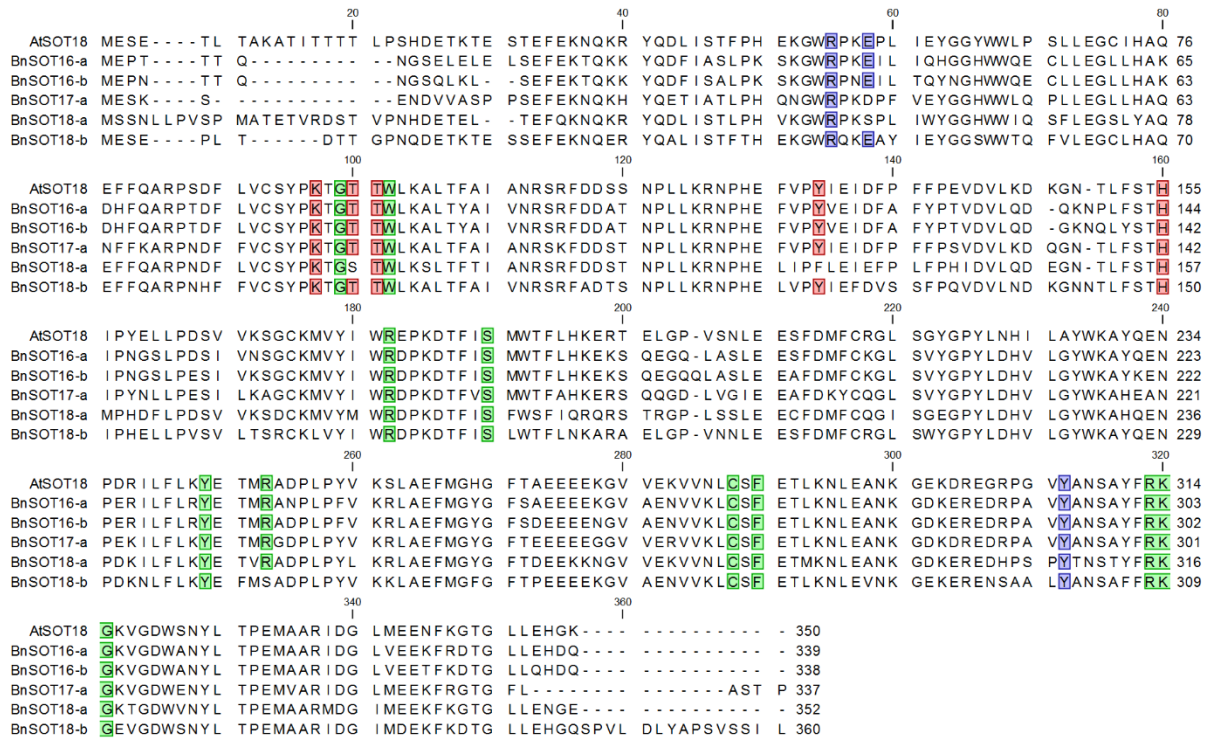 20 40 60 80
AtSOT18 MESE----TL TAKATITTTT LPSHDETKTE STEFEKNQKR YQDLISTFPH EKGWRPKEPL IEYGGYWWLP SLLEGCIHAQ 76
BnSOT16-a MEPT----TT Q--------- --NGSELELE LSEFEKTQKK YQDFIASLPK SKGWRPKEIL IQHGGHWWQE CLLEGLLHAK 65
BnSOT16-b MEPN----TT Q--------- --NGSQLKL- -SEFEKTQKK YQDFIASLPK SKGWRPNEIL TQYNGHWWQE CLLEGLLHAK 63
BnSOT17-a MESK----S- ---------- --ENDVVASPP PSEFEKNQKH YQETIATLPH QNGWRPKDPF VEYGGHWWLQ PLLEGLLHAQ 63
BnSOT18-a MSSNLLPVSP MATETVRDST VPNHDETEL- --TEFQKNQKR YQDLISTLPH VKGWRPKSPL IWYGGHWWIQ SFLEGSLYAQ 78
BnSOT18-b MESE----PL T------DTT GPNQDETKTE SSEFEKNQER YQALISTFTH EKGWRQKEAY IEYGGSWWTQ FVLEGCLHAQ 70
100 120 140 160
AtSOT18 EFFQARPSDF LVCSYPKTGT TWLKALTFAI ANRSRFDDSS NPLLKRNPHE FVPYIEIDFP FFPEVDVLKD KGN-TLFSTH 155
BnSOT16-a DHFQARPTDF LVCSYPKTGT TWLKALTYAI VNRSRFDDAT NPLLKRNPHE FVPYVEIDFA FYPTVDVLQD -QKNPLFSTH 144
BnSOT16-b DHFQARPTDF LVCSYPKTGT TWLKALTYAI VNRSRFDDAT NPLLKRNPHE FVPYVEIDFA FYPTVDVLQD -GKNQLYSTH 142
BnSOT17-a NFFKARPNDF FVCSYPKTGT TWLKALTFAI ANRSKFDDST NPLLKRNPHE FVPYIEIDFP FFPSVDVLKD QGN-TLFSTH 142
BnSOT18-a EFFQARPNDF LVCSYPKTGS TWLKSLTFTI ANRSRFDDST NPLLKRNPHE LIPFLEIEFP LFPHIDVLQD EGN-TLFSTH 157
BnSOT18-b EFFQARPNHF FVCSYPKTGT TWLKALTFAI ANRSRFADTS NPLLKRNPHE LVPYIEFDVS SFPQVDVLKD EGNNTLFSTH 150
180 200 220 240
AtSOT18 IPYELLPDSV VKSGCKMVYI WREPKDTFIS MWTFLHKERT ELGP-VSNLE ESFDMFCRGL SGYGPYLNHI LAYWKAYQEN 234
BnSOT16-a IPNGSLPDSI VNSGCKMVYI WRDPKDTFIS MWTFLHKEKS QEGQ-LASLE ESFDMFCKGL SVYGPYLDHV LGYWKAYQEN 223
BnSOT16-b IPNGSLPESI VNSGCKMVYI WRDPKDTFIS MWTFLHKEKS QEGQQLASLE EAFDMFCKGL SVYGPYLDHV LGYWKAYQEN 222
BnSOT17-a IPYNLLPESI LKAGCKMVYI WRDPKDTFVS MWTFAHKERS QQGD-LVGIE EAFDKYCQGL SVYGPYLDHV LGYWKAHEAN 221
BnSOT18-a MPHDFLPDSV VKSDCKMVYM WRDPKDTFIS FWSFIQRQRS TRGP-LSSLE ECFDMFCQGI SGEGPYLDHV LGYWKAHQEN 236
BnSOT18-b IPHELLPVSV LTSRCKLVYI WRDPKDTFIS LWTFLNKARA ELGP-VNNLE ESFDMFCRGL SWYGPYLDHV LGYWKAYQEN 229
260 280 300 320
AtSOT18 PDRILFLKYE TMRADPLPYV KSLAEFMGHG FTAEEEEKGV VEKVVNLCSF ETLKNLEANK GEKDREGRPG VYANSAYFRK 314
BnSOT16-a PERILFLRYE TMRANPLPFV KRLAEFMGYG FSAEEEEKGV AENVVKLCSF ETLKNLEANK GDKEREDRPA VYANSAYFRK 303
BnSOT16-b PERILFLRYE TMRADPLPFV KRLAEFMGYG FSDEEEENGV AENVVKLCSF ETLKNLEANK GDKEREDRPA VYANSAYFRK 302
BnSOT17-a PEKILFLKYE TMRGDPLPYV KRLAEFMGYG FTEEEEEGGV VERVVKLCSF ETLKNLEANK GDKEREDRPA VYANSAYFRK 301
BnSOT18-a PDKILFLKYE TVRADPLPYL KRLAEFMGYG FTDEEKKNGV AEKVVKLCSF ETMKNLEANK GDKEREDHPS PYTNSTYFRK 316
BnSOT18-b PDKNLFLKYE FMSADPLPYV KKLAEFMGFG FTPEEEEKGV AENVVKLCSF ETLKNLEVNK GEKERENSAA LYANSAFFRK 309
340 360
AtSOT18 GKVGDWSNYL TPEMAARIDG LMEENFKGTG LLEHGK---- ---------- - 350
BnSOT16-a GKVGDWANYL TPEMAARIDG LVEEKFRDTG LLEHDQ---- ---------- - 339
BnSOT16-b GKVGDWANYL TPEMAARIDG LVEETFKDTG LLQHDQ---- ---------- - 338
BnSOT17-a GKVGDWENYL TPEMVARIDG LMEEKFRGTG FL-------- ------AST P 337
BnSOT18-a GKTGDWVNYL TPEMAARMDG IMEEKFKGTG LLENGE---- ---------- - 352
BnSOT18-b GEVGDWSNYL TPEMAARIDG IMDEKFKDTG LLEHGQSPVL DLYAPSVSSI L 360